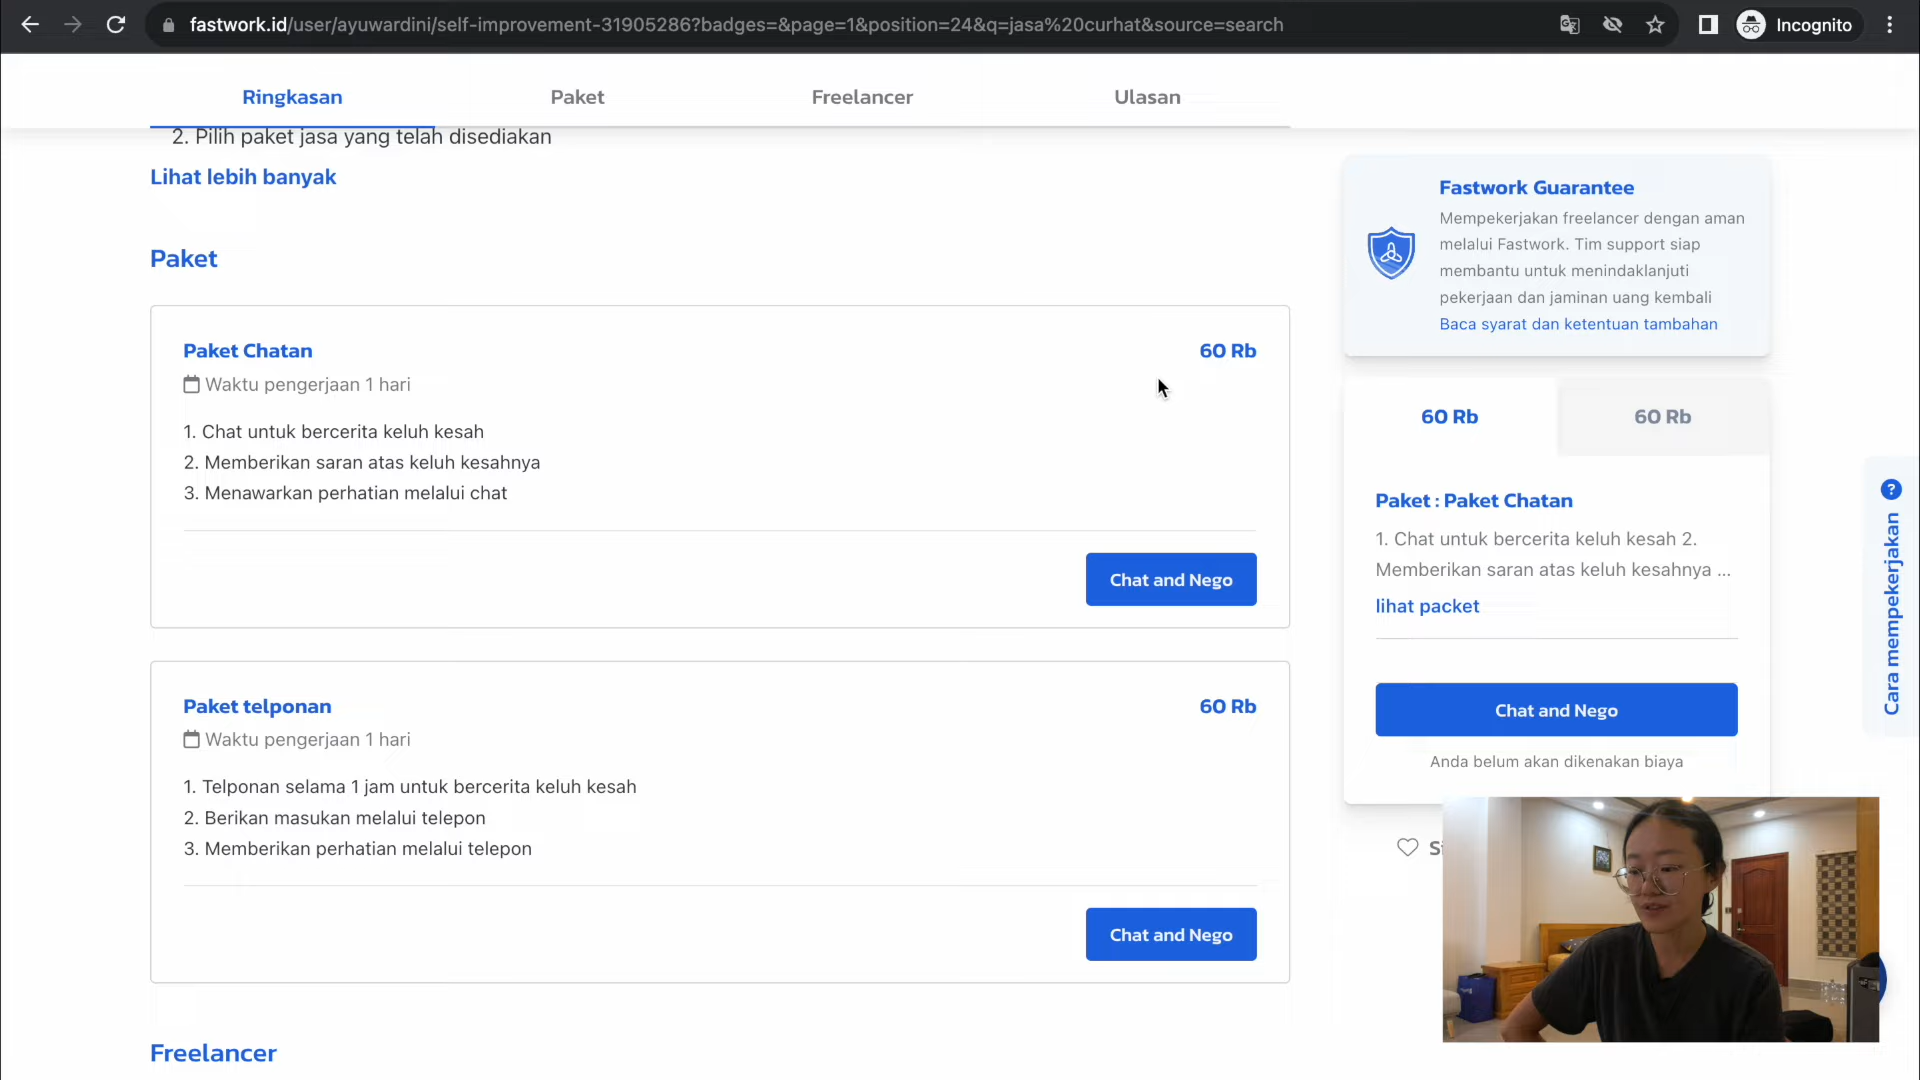 fastwork.id/user/ayuwardini/self-improvement-31905286?badges=&page=1&position=24&q=jasa%20curhat&source=search
Incognito
Ringkasan
Paket
Freelancer
Ulasan
2. Pilih paket jasa yang telah disediakan
Lihat lebih banyak
Paket
Paket Chatan
60 Rb
Waktu pengerjaan 1 hari
1. Chat untuk bercerita keluh kesah
2. Memberikan saran atas keluh kesahnya
3. Menawarkan perhatian melalui chat
Chat and Nego
Paket telponan
60 Rb
Waktu pengerjaan 1 hari
1. Telponan selama 1 jam untuk bercerita keluh kesah
2. Berikan masukan melalui telepon
3. Memberikan perhatian melalui telepon
Chat and Nego
Freelancer
Fastwork Guarantee
Mempekerjakan freelancer dengan aman
melalui Fastwork. Tim support siap
membantu untuk menindaklanjuti
pekerjaan dan jaminan uang kembali
Baca syarat dan ketentuan tambahan
60 Rb
60 Rb
Paket : Paket Chatan
1. Chat untuk bercerita keluh kesah 2.
Memberikan saran atas keluh kesahnya ...
lihat packet
Chat and Nego
Anda belum akan dikenakan biaya
Cara mempekerjakan ?